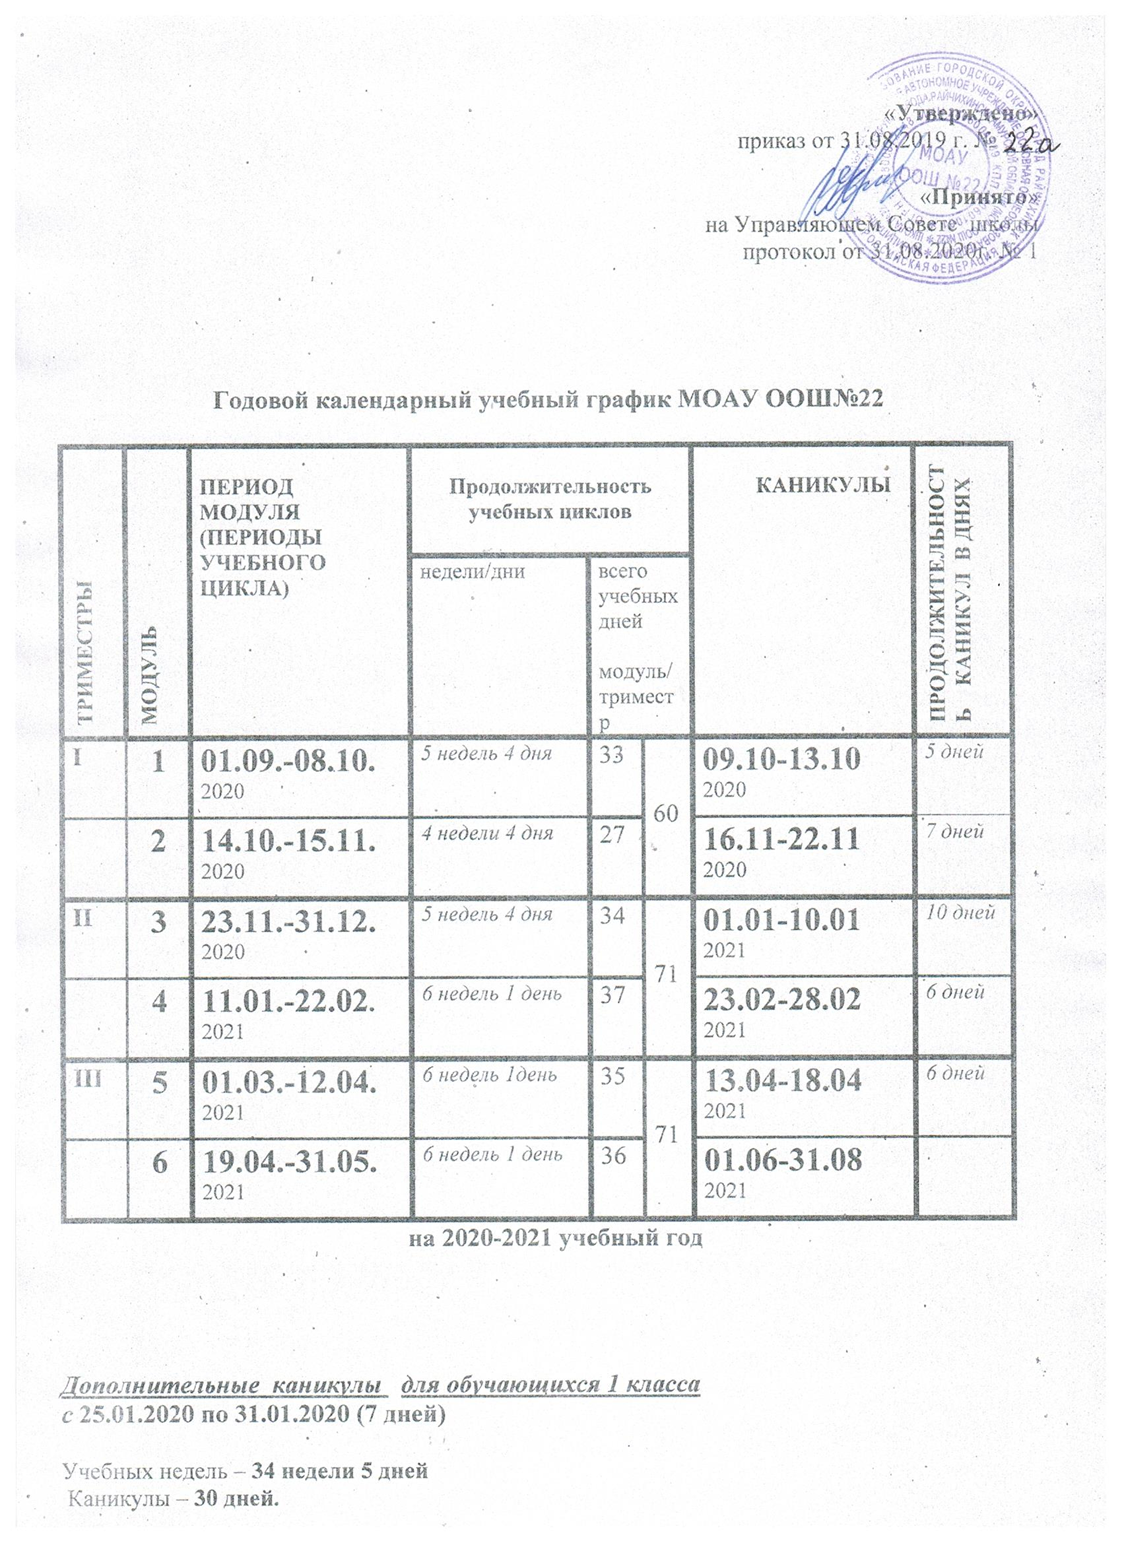 «Утверждено»
приказ от 31.08.2019 г. № 22а
«Принято»
на Управляющем Совете школы
протокол от 31.08.2020г. № 1
МОАУ
ООШ №22
Годовой календарный учебный график МОАУ ООШ№22
ТРИМЕСТРЫ
МОДУЛЬ
ПЕРИОД
МОДУЛЯ
(ПЕРИОДЫ
УЧЕБНОГО
ЦИКЛА)
Продолжительность
учебных циклов
недели/дни
всего
учебных
дней
модуль/
тримест
р
КАНИКУЛЫ
ПРОДОЛЖИТЕЛЬНОСТ
Ь КАНИКУЛ В ДНЯХ
I 1 01.09.-08.10. 5 недель 4 дня 33 60 09.10-13.10 5 дней
2020 2020
2 14.10.-15.11. 4 недели 4 дня 27 16.11-22.11 7 дней
2020 2020
II 3 23.11.-31.12. 5 недель 4 дня 34 71 01.01-10.01 10 дней
2020 2021
4 11.01.-22.02. 6 недель 1 день 37 23.02-28.02 6 дней
2021 2021
III 5 01.03.-12.04. 6 недель 1день 35 71 13.04-18.04 6 дней
2021 2021
6 19.04.-31.05. 6 недель 1 день 36 01.06-31.08
2021 2021
на 2020-2021 учебный год
Дополнительные каникулы для обучающихся 1 класса
с 25.01.2020 по 31.01.2020 (7 дней)
Учебных недель – 34 недели 5 дней
Каникулы – 30 дней.